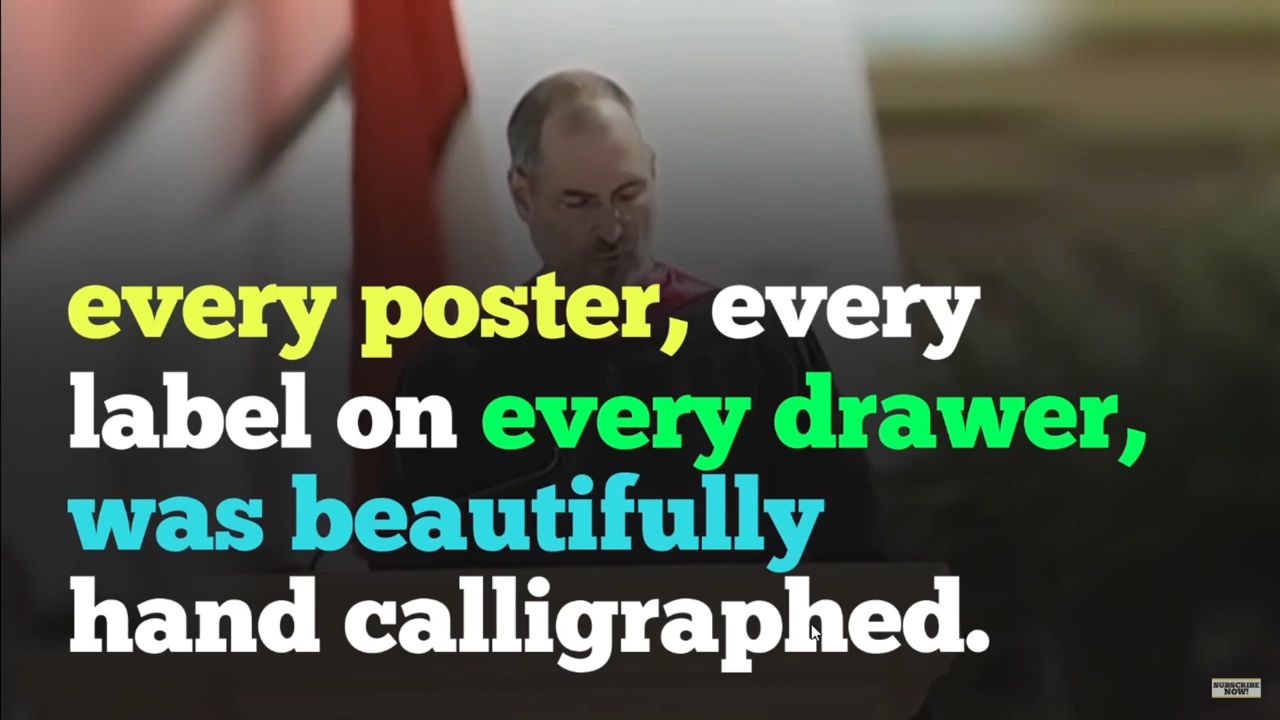 every poster, every
label on every drawer,
was beautifully
hand calligraphed.
SUBSCRIBE
NOW!